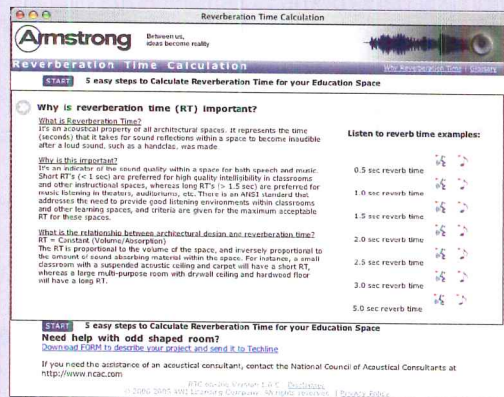 Reverberation Time Calculation
Armstrong
Between us,
ideas become reality
Reverberation Time Calculation
Why Reverberation Time | Glossary
START 5 easy steps to Calculate Reverberation Time for your Education Space
Why is reverberation time (RT) important?
What is Reverberation Time?
It's an acoustical property of all architectural spaces. It represents the time
(seconds) that it takes for sound reflections within a space to become inaudible
after a loud sound, such as a handclap, was made.
Why is this important?
It's an indicator of the sound quality within a space for both speech and music.
Short RT's (< 1 sec) are preferred for high quality intelligibility in classrooms
and other instructional spaces, whereas long RT's (> 1.5 sec) are preferred for
music listening in theaters, auditoriums, etc. There is an ANSI standard that
addresses the need to provide good listening environments within classrooms
and other learning spaces, and criteria are given for the maximum acceptable
RT for these spaces.
What is the relationship between architectural design and reverberation time?
RT = Constant (Volume/Absorption)
The RT is proportional to the volume of the space, and inversely proportional to
the amount of sound absorbing material within the space. For instance, a small
classroom with a suspended acoustic ceiling and carpet will have a short RT,
whereas a large multi-purpose room with drywall ceiling and hardwood floor
will have a long RT.
Listen to reverb time examples:
0.5 sec reverb time
1.0 sec reverb time
1.5 sec reverb time
2.0 sec reverb time
2.5 sec reverb time
3.0 sec reverb time
5.0 sec reverb time
START 5 easy steps to Calculate Reverberation Time for your Education Space
Need help with odd shaped room?
Download FORM to describe your project and send it to Techline
If you need the assistance of an acoustical consultant, contact the National Council of Acoustical Consultants at
http://www.ncac.com
Disclaimer
AWI Licensing Company. All rights reserved. | Privacy Policy